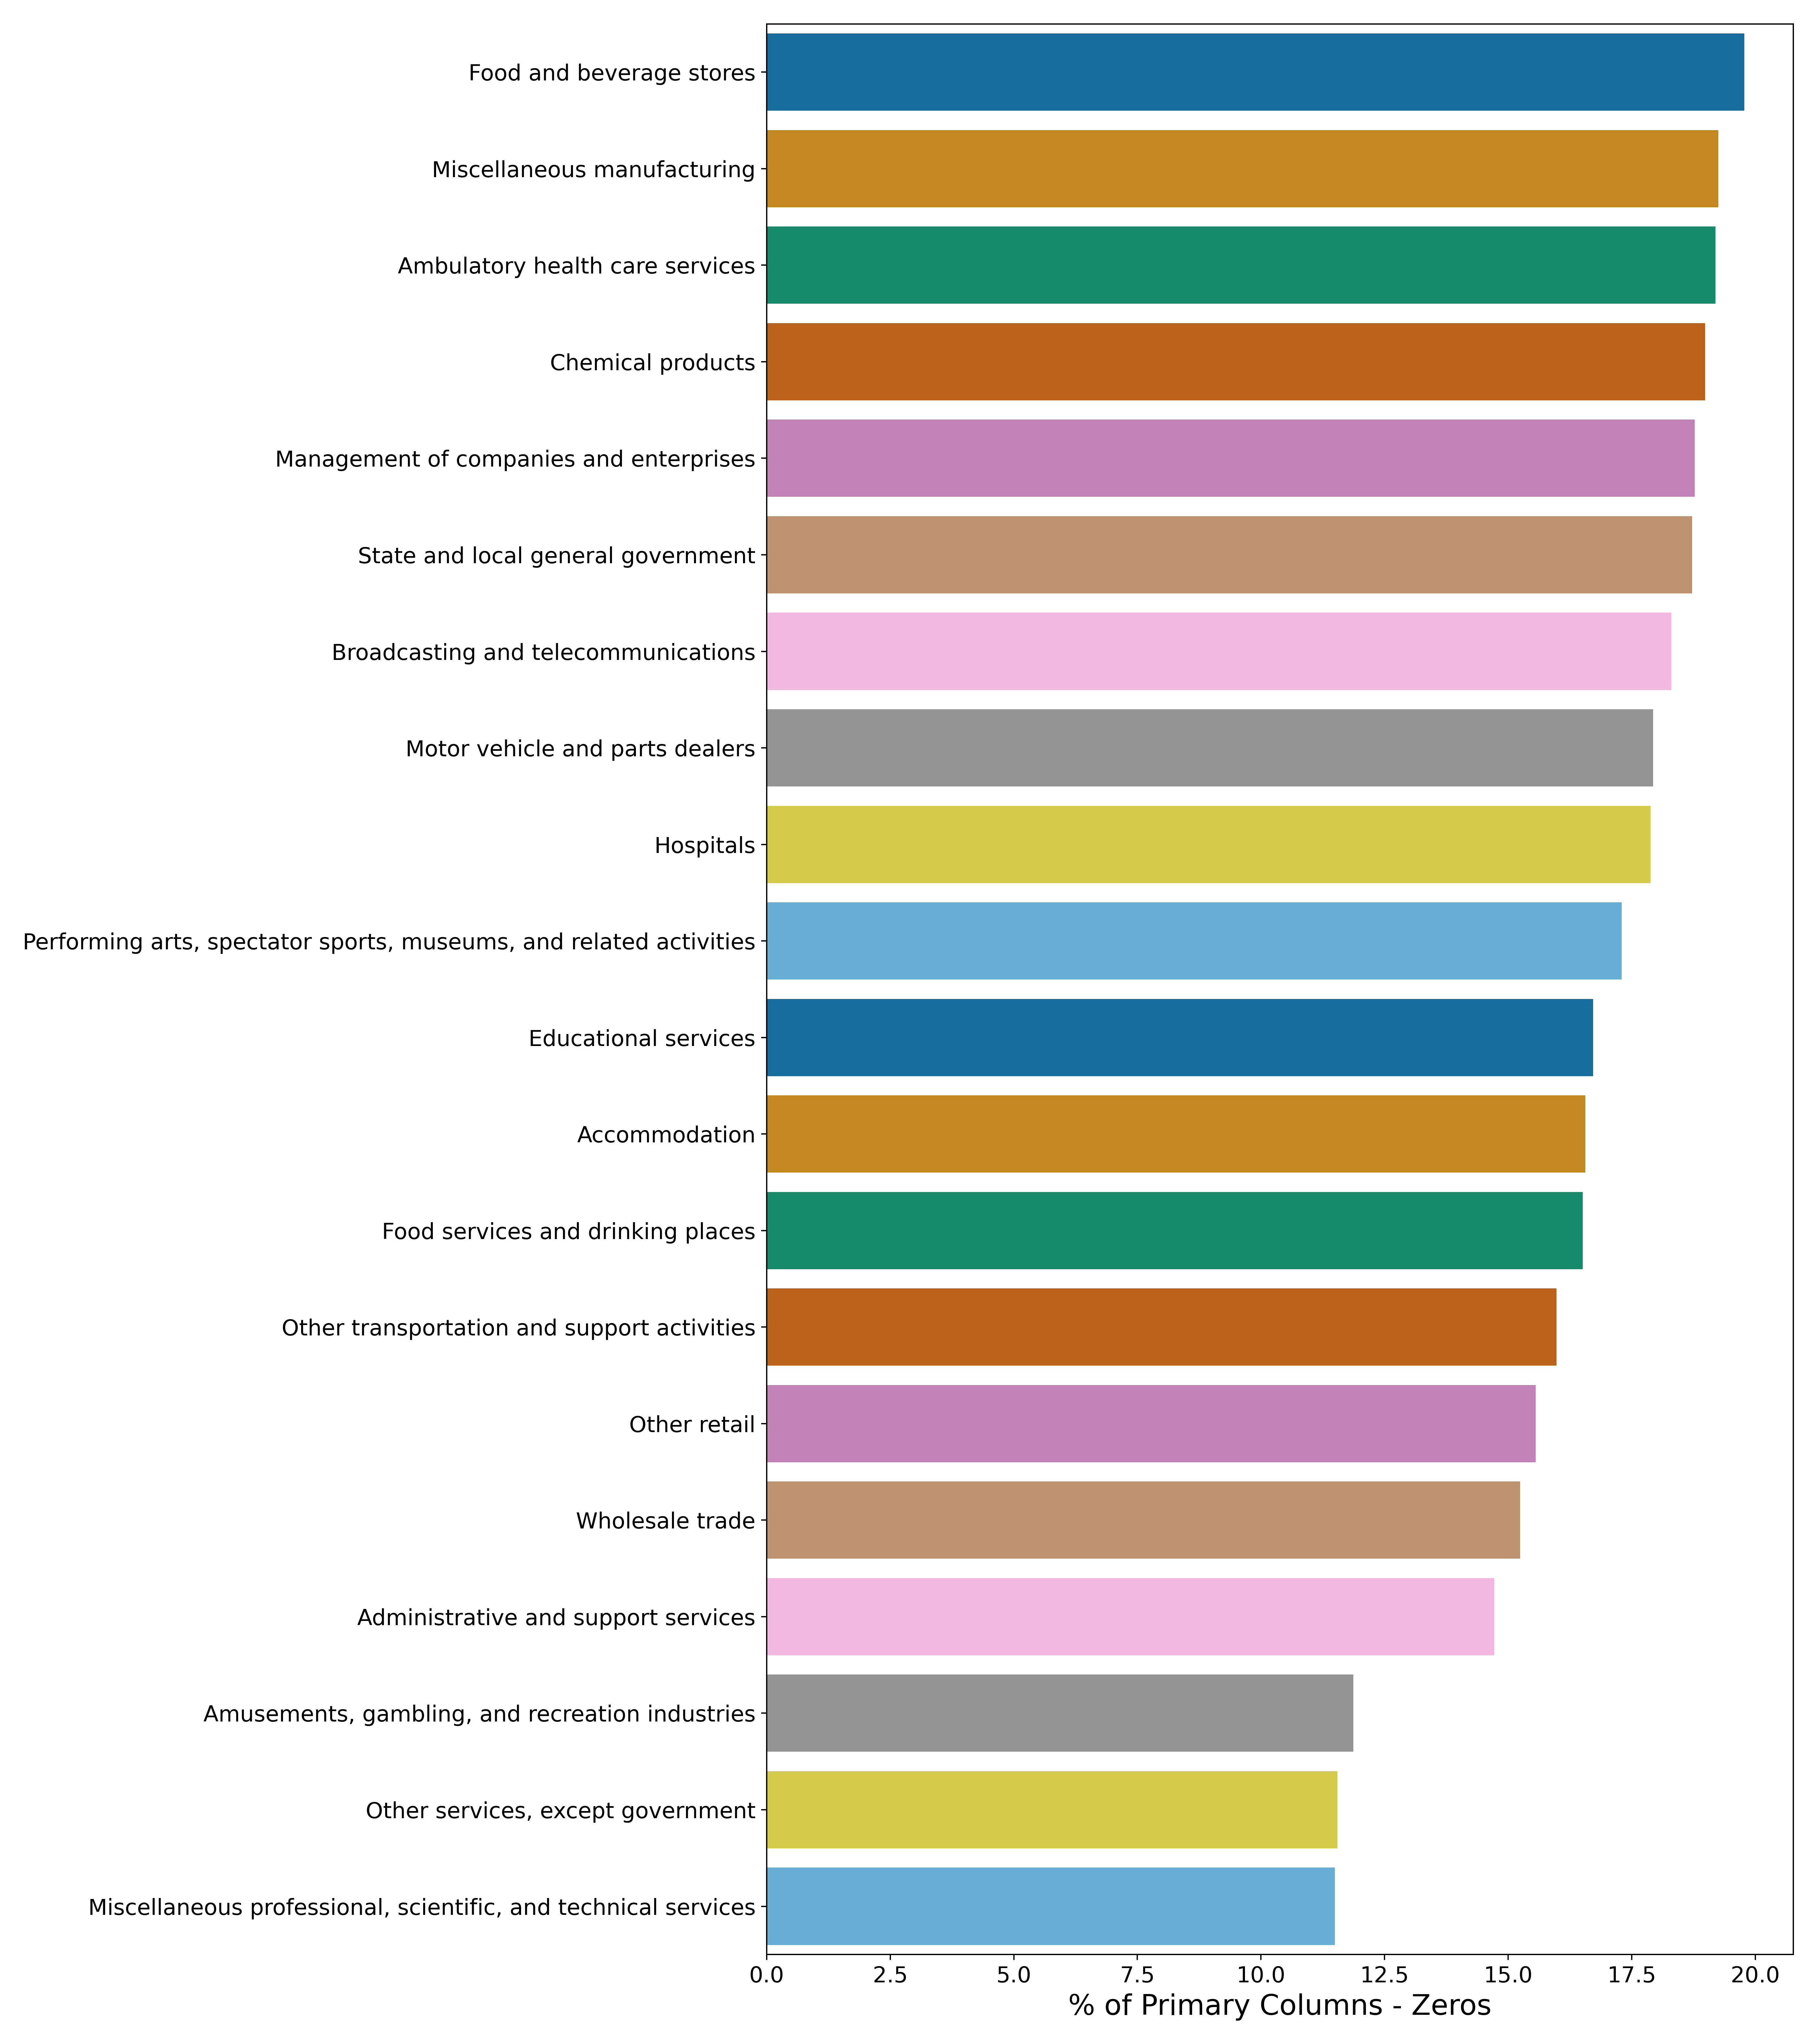 Food and beverage stores
Miscellaneous manufacturing
Ambulatory health care services
Chemical products
Management of companies and enterprises
State and local general government
Broadcasting and telecommunications
Motor vehicle and parts dealers
Hospitals
Performing arts, spectator sports, museums, and related activities
Educational services
Accommodation
Food services and drinking places
Other transportation and support activities
Other retail
Wholesale trade
Administrative and support services
Amusements, gambling, and recreation industries
Other services, except government
Miscellaneous professional, scientific, and technical services
0.0 2.5 5.0 7.5 10.0 12.5 15.0 17.5 20.0
% of Primary Columns - Zeros